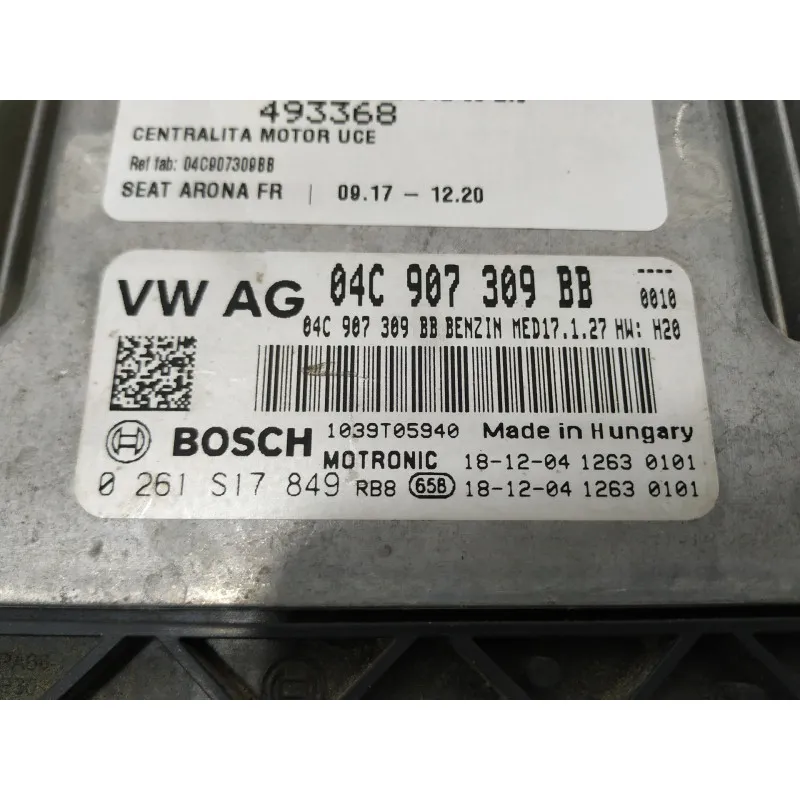 493368
CENTRALITA MOTOR UCE
Ref fab: 04C907309BB
SEAT ARONA FR | 09.17 – 12.20
VW AG 04C 907 309 BB ---- 0010
04C 907 309 BB BENZIN MED17.1.27 HW: H20
BOSCH 1039T05940 Made in Hungary
MOTRONIC 18-12-04 1263 0101
0 261 S17 849 RB8 658 18-12-04 1263 0101